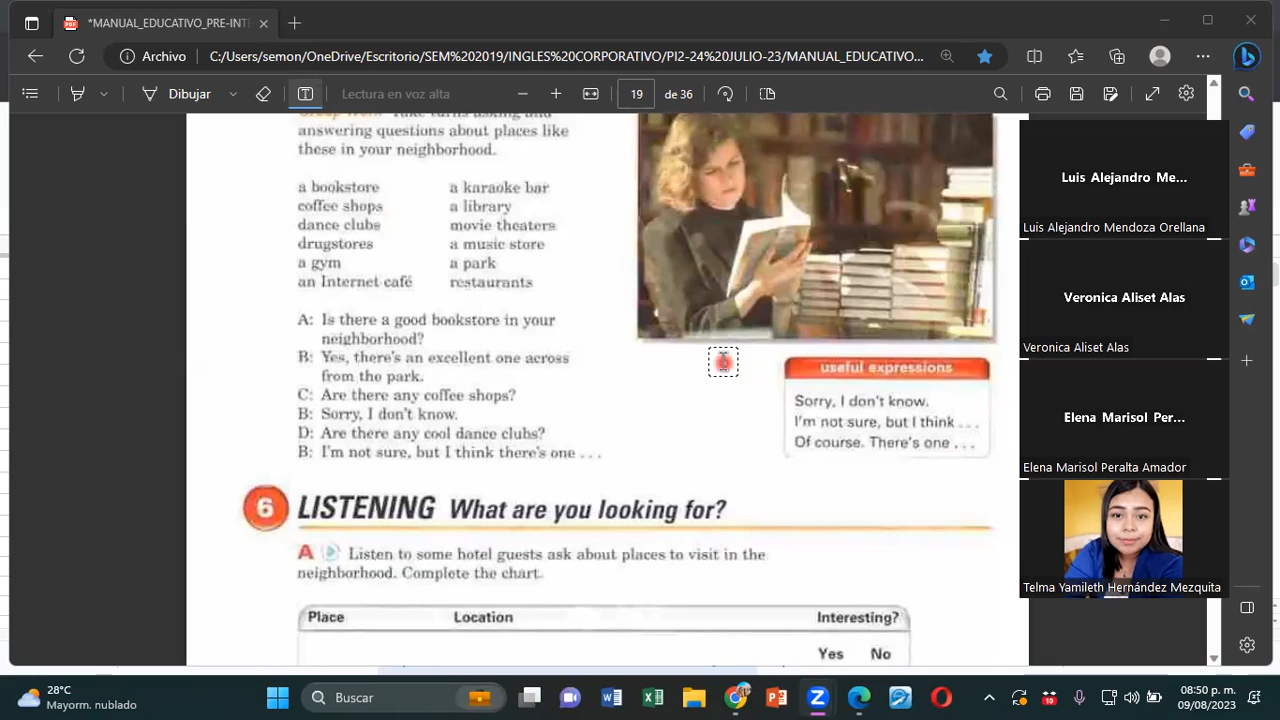 *MANUAL_EDUCATIVO_PRE-INTE
Archivo
C:/Users/semon/OneDrive/Escritorio/SEM%202019/INGLES%20CORPORATIVO/PI2-24%20JULIO-23/MANUAL_EDUCATIVO...
Dibujar
Lectura en voz alta
19
de 36
Group Work Take turns asking and
answering questions about places like
these in your neighborhood.
a bookstore
coffee shops
dance clubs
drugstores
a gym
an Internet café
a karaoke bar
a library
movie theaters
a music store
a park
restaurants
A: Is there a good bookstore in your
neighborhood?
B: Yes, there's an excellent one across
from the park.
C: Are there any coffee shops?
B: Sorry, I don't know.
D: Are there any cool dance clubs?
B: I'm not sure, but I think there's one ...
useful expressions
Sorry, I don't know.
I'm not sure, but I think ...
Of course. There's one ...
6 LISTENING What are you looking for?
A Listen to some hotel guests ask about places to visit in the
neighborhood. Complete the chart.
Place Location Interesting?
Yes No
Luis Alejandro Me...
Luis Alejandro Mendoza Orellana
Veronica Aliset Alas
Veronica Aliset Alas
Elena Marisol Per...
Elena Marisol Peralta Amador
Telma Yamileth Hernández Mezquita
28°C
Mayorm. nublado
Buscar
08:50 p. m.
09/08/2023